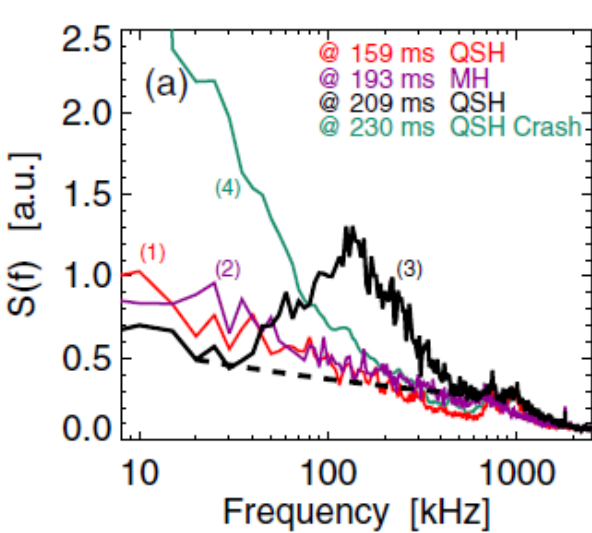 2.5
2.0
1.5
1.0
0.5
0.0
S(f) [a.u.]
(a)
@ 159 ms QSH
@ 193 ms MH
@ 209 ms QSH
@ 230 ms QSH Crash
(4)
(1)
(2)
(3)
10 100 1000
Frequency [kHz]